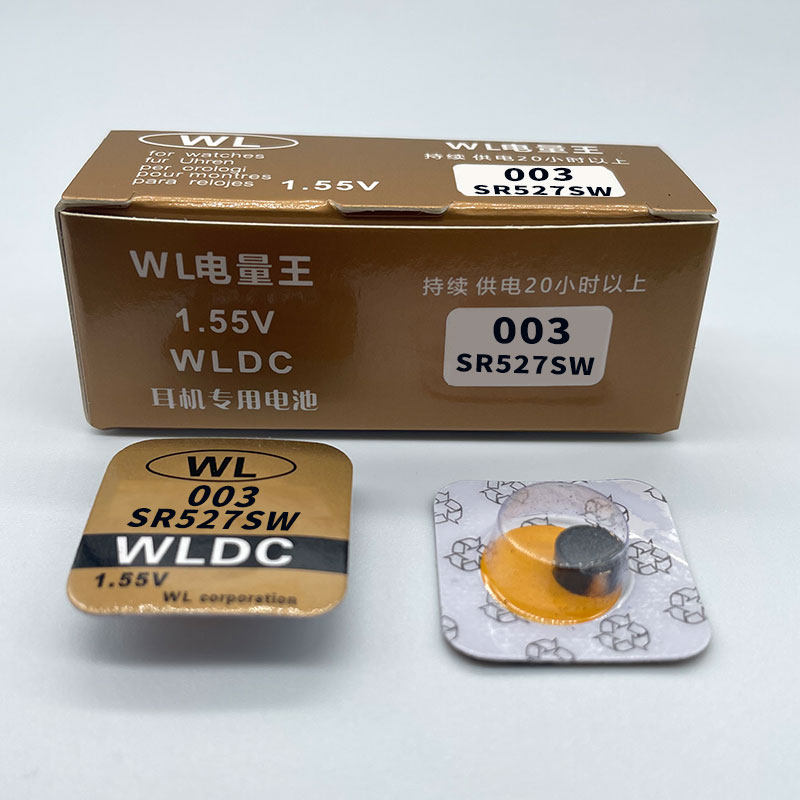 WL
for watches
fur Uhren
per orologi
pour montres
para relojes
1.55V
WL电量王
持续 供电20小时以上
003
SR527SW
WL电量王
1.55V
WLDC
耳机专用电池
持续 供电20小时以上
003
SR527SW
WL
003
SR527SW
WLDC
1.55V
WL corporation